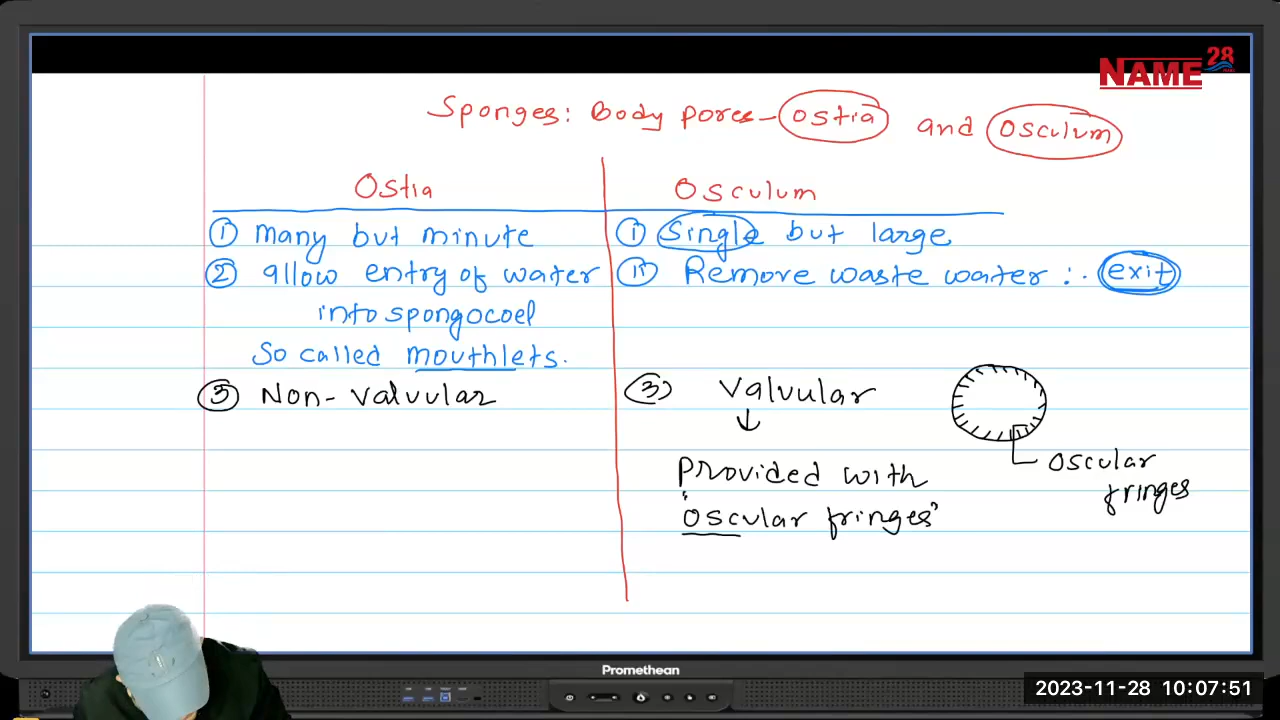 NAME 28
Sponges: Body pores - Ostia and Osculum
Ostia
Osculum
① Many but minute
② allow entry of water
into spongocoel
So called mouthlets.
③ Non-Valvular
① Single but large
② Remove waste water ∴ exit
③ Valvular
↓
Provided with
"oscular fringes"
oscular
fringes
Promethean
2023-11-28 10:07:51